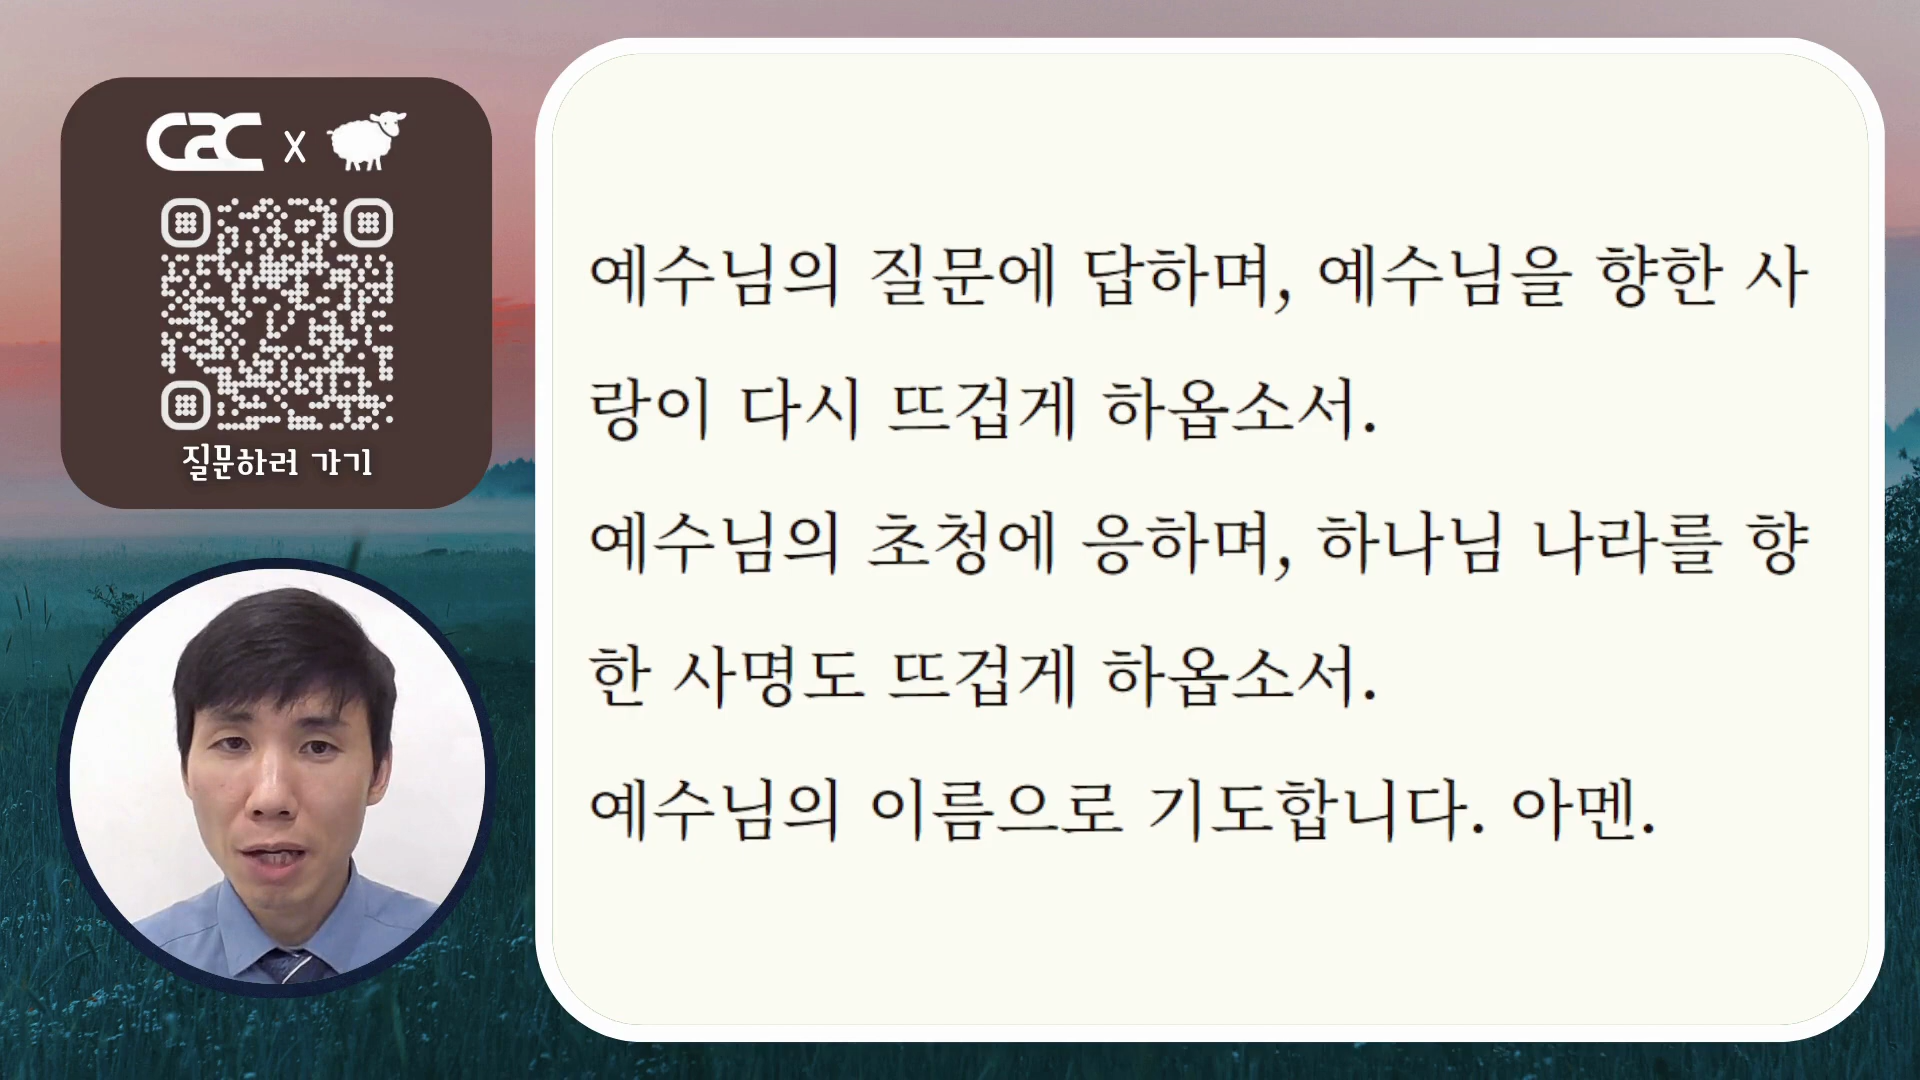 CaC X
질문하러 가기
예수님의 질문에 답하며, 예수님을 향한 사
랑이 다시 뜨겁게 하옵소서.
예수님의 초청에 응하며, 하나님 나라를 향
한 사명도 뜨겁게 하옵소서.
예수님의 이름으로 기도합니다. 아멘.